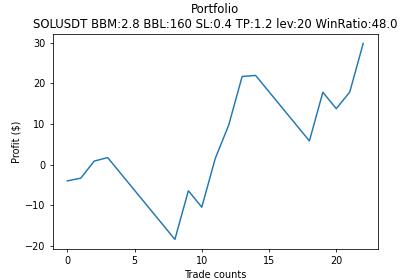 Portfolio
SOLUSDT BBM:2.8 BBL:160 SL:0.4 TP:1.2 lev:20 WinRatio:48.0
30
20
10
0
−10
−20
Profit ($)
0
5
10
15
20
Trade counts